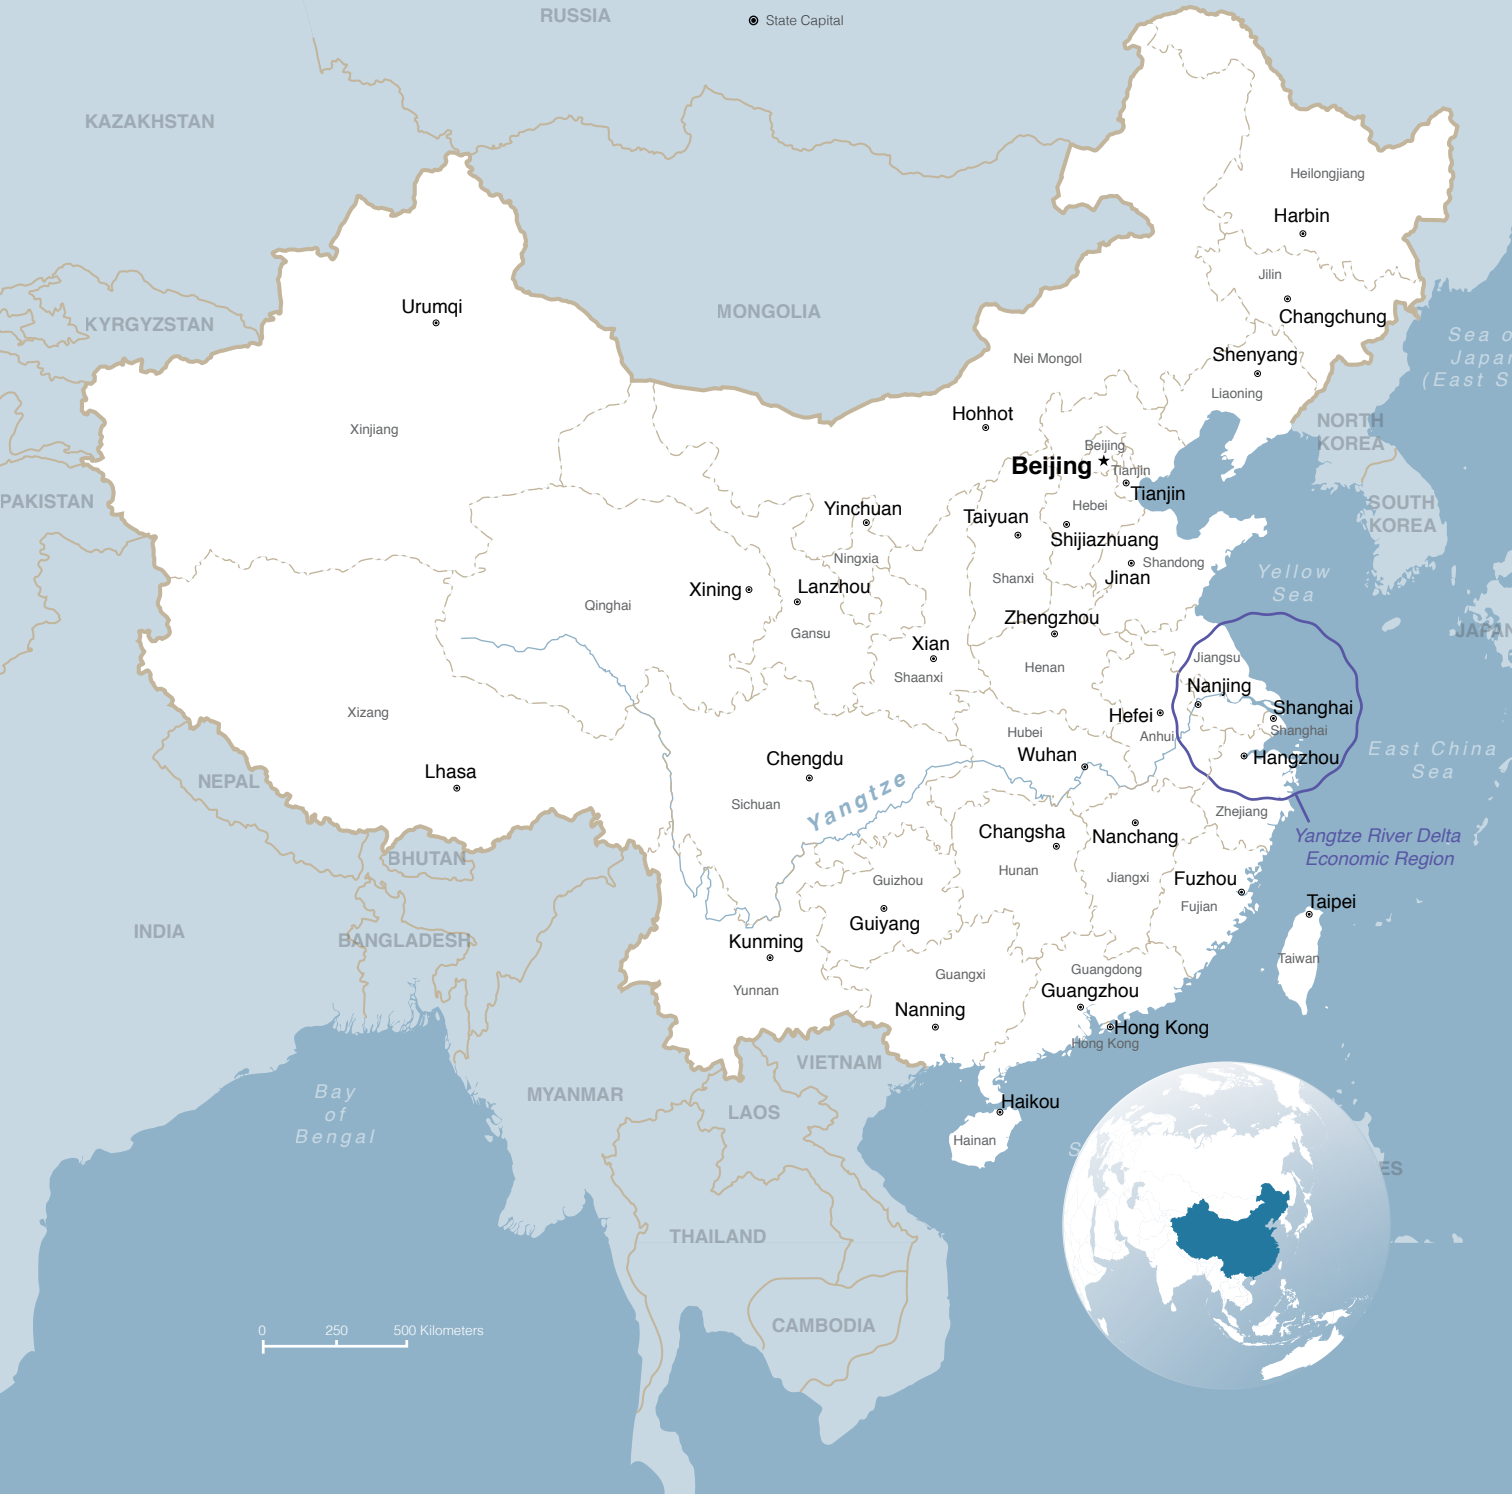 RUSSIA
State Capital
KAZAKHSTAN
Heilongjiang
Harbin
Jilin
Urumqi
MONGOLIA
Changchung
KYRGYZSTAN
Sea o
Japa
(East S
Nei Mongol
Shenyang
Liaoning
Hohhot
NORTH
KOREA
Xinjiang
Beijing
Beijing
Tianjin
Tianjin
PAKISTAN
Yinchuan
Taiyuan
Hebei
SOUTH
KOREA
Shijiazhuang
Ningxia
Shandong
Jinan
Yellow
Sea
Shanxi
Xining
Lanzhou
Qinghai
Zhengzhou
Gansu
JAPAN
Xian
Henan
Shaanxi
Jiangsu
Nanjing
Xizang
Hefei
Shanghai
Shanghai
Hubei
Anhui
Wuhan
East China
Sea
Hangzhou
Chengdu
Lhasa
NEPAL
Sichuan
Yangtze
Zhejiang
Changsha
Nanchang
Yangtze River Delta
Economic Region
BHUTAN
Hunan
Jiangxi
Guizhou
Fuzhou
Fujian
Taipei
Guiyang
INDIA
BANGLADESH
Kunming
Taiwan
Guangxi
Guangdong
Yunnan
Guangzhou
Nanning
Hong Kong
Hong Kong
VIETNAM
Bay
of
Bengal
MYANMAR
LAOS
Haikou
Hainan
S
ES
THAILAND
CAMBODIA
0 250 500 Kilometers